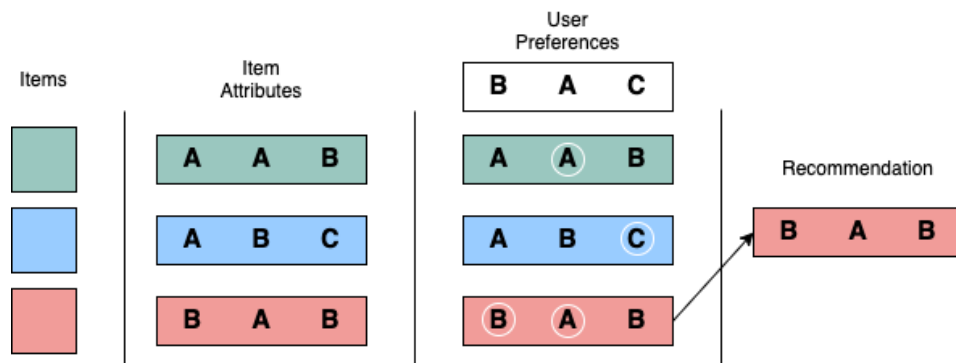 User
Preferences
Items
Item
Attributes
B A C
A A B
A A B
Recommendation
A B C
A B C
B A B
B A B
B A B